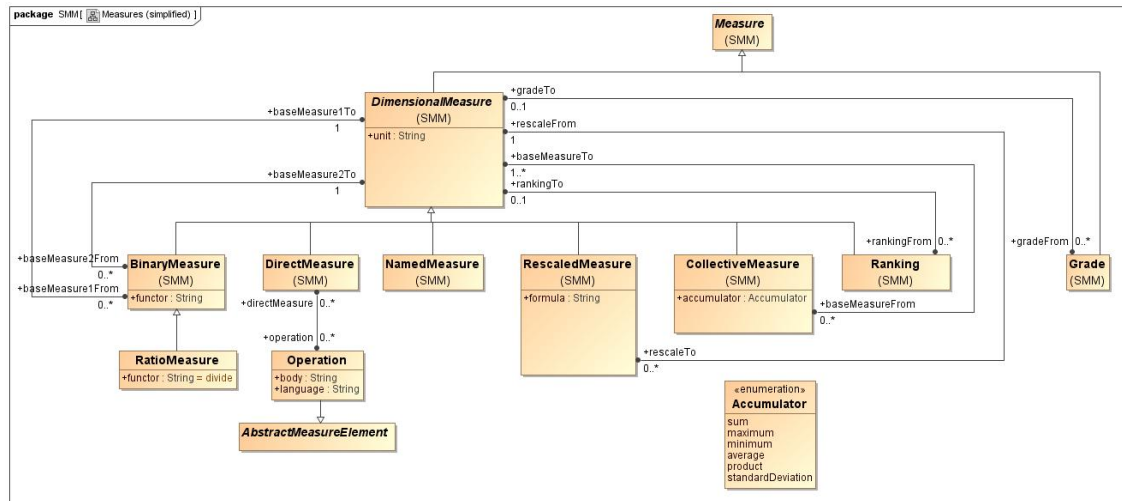 package SMM[ Measures (simplified) ]
Measure
(SMM)
DimensionalMeasure
(SMM)
+unit : String
+gradeTo
0..1
+rescaleFrom
1
+baseMeasureTo
1..*
+rankingTo
0..1
+baseMeasure1To
1
+baseMeasure2To
1
+baseMeasure2From
0..*
+baseMeasure1From
0..*
BinaryMeasure
(SMM)
+functor : String
DirectMeasure
(SMM)
+directMeasure 0..*
NamedMeasure
(SMM)
RescaledMeasure
(SMM)
+formula : String
CollectiveMeasure
(SMM)
+accumulator : Accumulator
+rankingFrom 0..*
Ranking
(SMM)
+gradeFrom 0..*
Grade
(SMM)
+baseMeasureFrom
0..*
+rescaleTo
0..*
RatioMeasure
+functor : String = divide
+operation 0..*
Operation
+body : String
+language : String
AbstractMeasureElement
«enumeration»
Accumulator
sum
maximum
minimum
average
product
standardDeviation